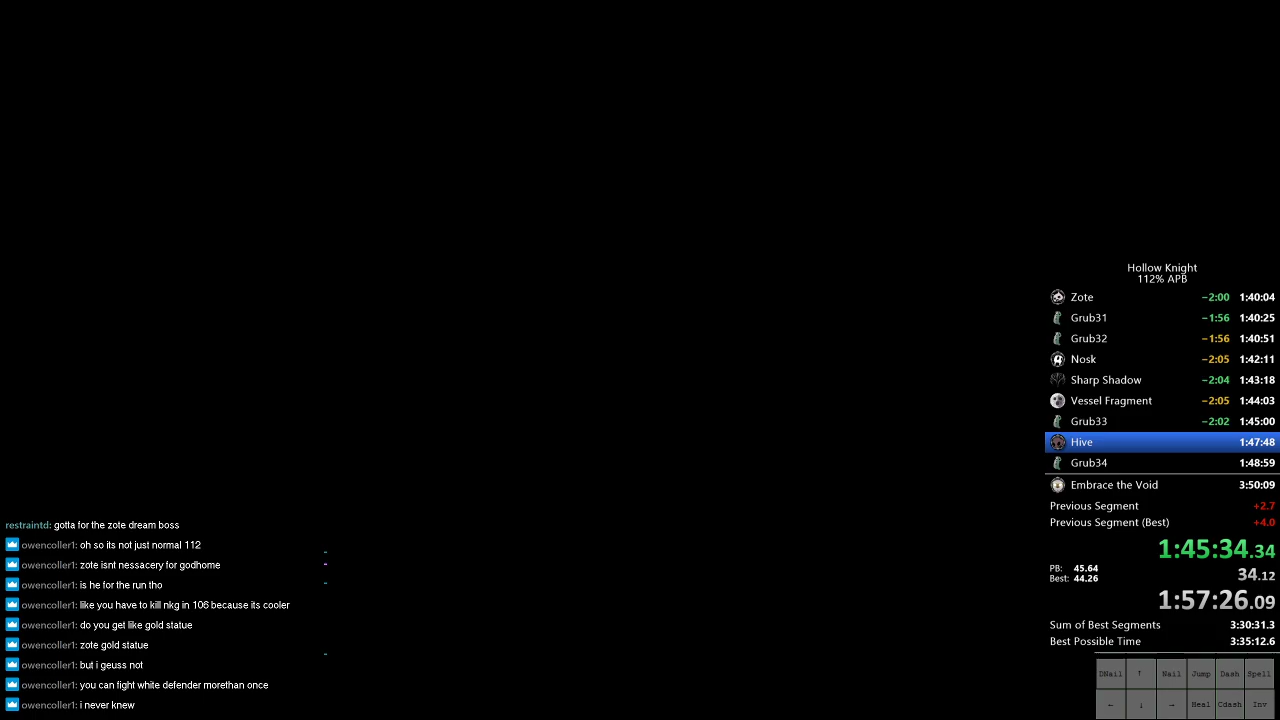 Hollow Knight
112% APB
Zote −2:00 1:40:04
Grub31 −1:56 1:40:25
Grub32 −1:56 1:40:51
Nosk −2:05 1:42:11
Sharp Shadow −2:04 1:43:18
Vessel Fragment −2:05 1:44:03
Grub33 −2:02 1:45:00
Hive 1:47:48
Grub34 1:48:59
Embrace the Void 3:50:09
Previous Segment +2.7
Previous Segment (Best) +4.0
1:45:34.34
PB: 45.64
Best: 44.26
34.12
1:57:26.09
Sum of Best Segments 3:30:31.3
Best Possible Time 3:35:12.6
DNail ↑ Nail Jump Dash Spell
← ↓ → Heal Cdash Inv
restraintd: gotta for the zote dream boss
owencoller1: oh so its not just normal 112
owencoller1: zote isnt nessacery for godhome
owencoller1: is he for the run tho
owencoller1: like you have to kill nkg in 106 because its cooler
owencoller1: do you get like gold statue
owencoller1: zote gold statue
owencoller1: but i geuss not
owencoller1: you can fight white defender morethan once
owencoller1: i never knew